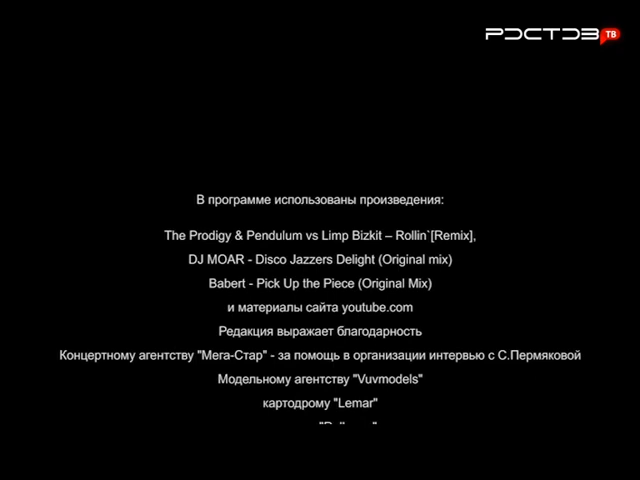 РОСТОВ ТВ
В программе использованы произведения:
The Prodigy & Pendulum vs Limp Bizkit – Rollin`[Remix],
DJ MOAR - Disco Jazzers Delight (Original mix)
Babert - Pick Up the Piece (Original Mix)
и материалы сайта youtube.com
Редакция выражает благодарность
Концертному агентству "Мега-Стар" - за помощь в организации интервью с С.Пермяковой
Модельному агентству "Vuvmodels"
картодрому "Lemar"